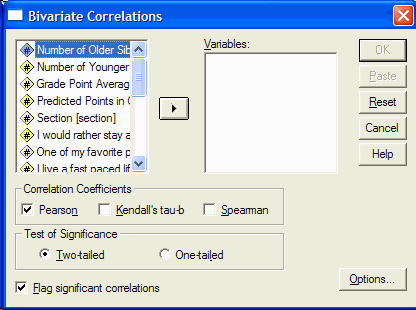 Bivariate Correlations
Number of Older Sib
Number of Younger
Grade Point Averag
Predicted Points in C
Section [section]
I would rather stay a
One of my favorite p
I live a fast paced lif
Variables:
OK
Paste
Reset
Cancel
Help
Correlation Coefficients
Pearson Kendall's tau-b Spearman
Test of Significance
Two-tailed One-tailed
Flag significant correlations
Options...